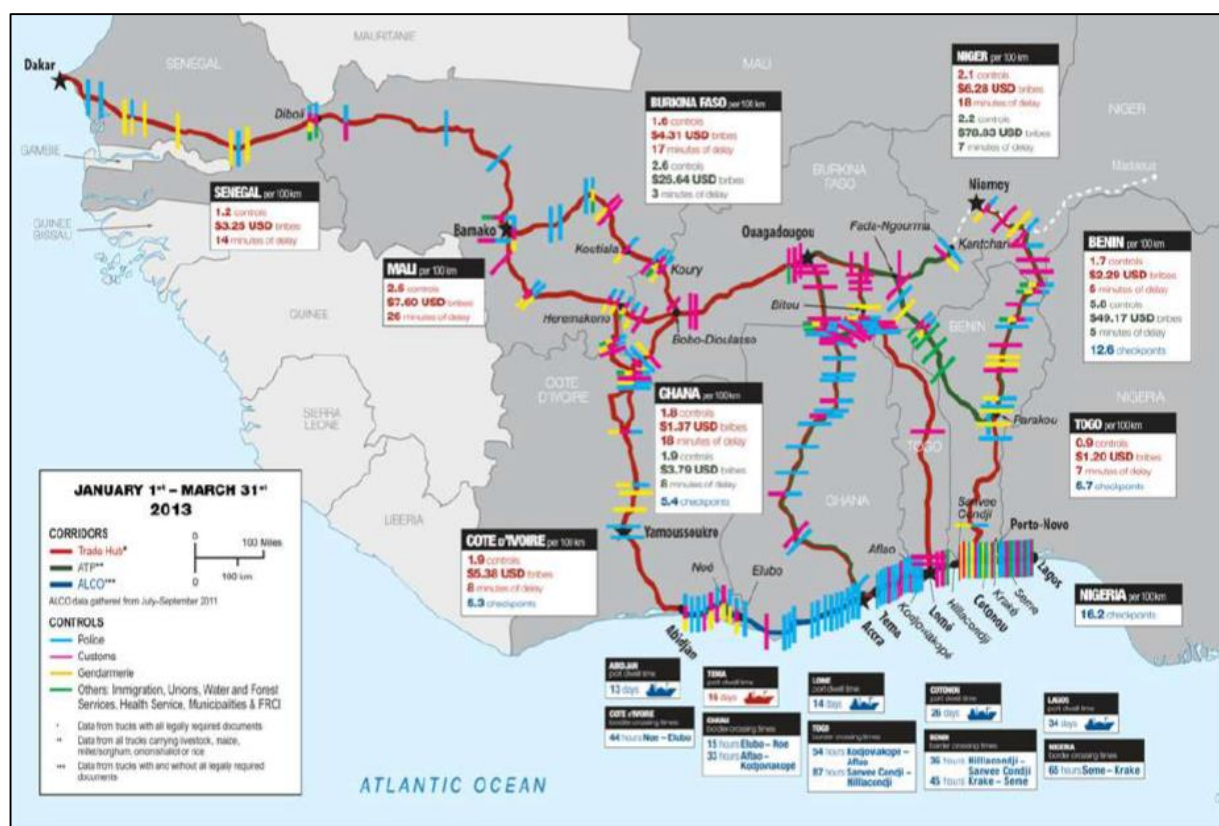 MAURITANIE
Dakar
SENEGAL
MALI
Diboli
GAMBIE
GUINEE
BISSAU
NIGER per 100 km
2.1 controls
$6.28 USD bribes
18 minutes of delay
2.2 controls
$78.83 USD bribes
7 minutes of delay
NIGER
BURKINA FASO per 100 km
1.6 controls
$4.31 USD bribes
17 minutes of delay
2.6 controls
$25.64 USD bribes
3 minutes of delay
BURKINA
FASO
Niamey
SENEGAL per 100km
1.2 controls
$3.25 USD bribes
14 minutes of delay
Bamako
Koutiala
Koury
Ouagadougou
Fada-Ngourma
Kantchari
MALI per 100 km
2.5 controls
$7.60 USD bribes
26 minutes of delay
BENIN per 100 km
1.7 controls
$2.29 USD bribes
5 minutes of delay
5.0 controls
$49.17 USD bribes
5 minutes of delay
12.6 checkpoints
GUINEE
Heremakono
Bobo-Dioulasso
Bitou
BENIN
COTE
D'IVOIRE
GHANA per 100 km
1.8 controls
$1.37 USD bribes
18 minutes of delay
1.9 controls
$3.79 USD bribes
8 minutes of delay
5.4 checkpoints
SIERRA
LEONE
NIGERIA
Parakou
TOGO per 100 km
0.9 controls
$1.20 USD bribes
7 minutes of delay
6.7 checkpoints
TOGO
GHANA
LIBERIA
JANUARY 1st – MARCH 31st
2013
CORRIDORS
Trade Hub*
ATP**
ALCO***
0 100 Miles
0 100 km
ALCO data gathered from July–September 2011
CONTROLS
Police
Customs
Gendarmerie
Others: Immigration, Unions, Water and Forest
Services, Health Service, Municipalities & FRCI
* Data from trucks with all legally required documents
** Data from all trucks carrying livestock, maize,
millet/sorghum, onion/shallot or rice
*** Data from trucks with and without all legally required
documents
COTE D'IVOIRE per 100 km
1.9 controls
$5.38 USD bribes
8 minutes of delay
6.3 checkpoints
Yamoussoukro
Noé
Elubo
Aflao
Sanvee
Condji
Porto-Novo
Abidjan
Accra
Tema
Kodjoviakopé
Lomé
Hillacondji
Cotonou
Kraké
Seme
Lagos
NIGERIA per 100 km
16.2 checkpoints
ABIDJAN
port dwell time
13 days
TEMA
port dwell time
16 days
LOME
port dwell time
14 days
COTONOU
port dwell time
26 days
LAGOS
port dwell time
34 days
COTE D'IVOIRE
border crossing times
44 hours Noe – Elubo
border crossing times
15 hours Elubo – Noe
33 hours Aflao –
Kodjoviakopé
TOGO
border crossing times
54 hours Kodjoviakopé –
Aflao
87 hours Sanvee Condji –
Hillacondji
BENIN
border crossing times
36 hours Hillacondji –
Sanvee Condji
45 hours Krake – Seme
NIGERIA
border crossing times
65 hours Seme – Krake
ATLANTIC OCEAN